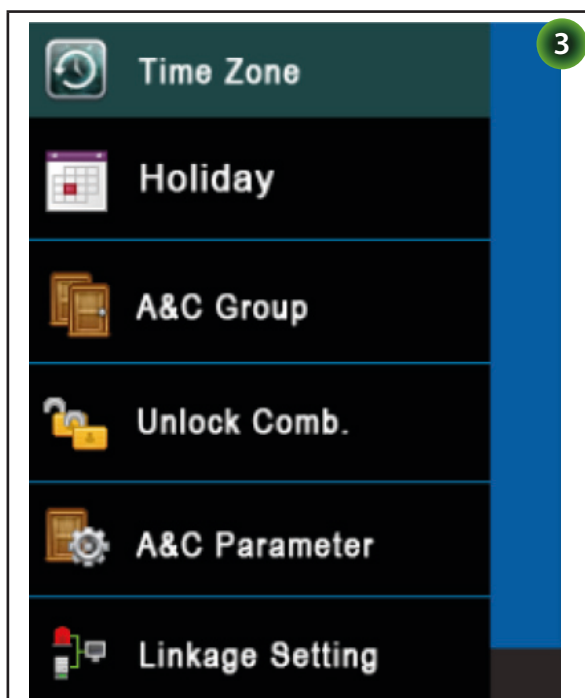 3
Time Zone
Holiday
A&C Group
Unlock Comb.
A&C Parameter
Linkage Setting